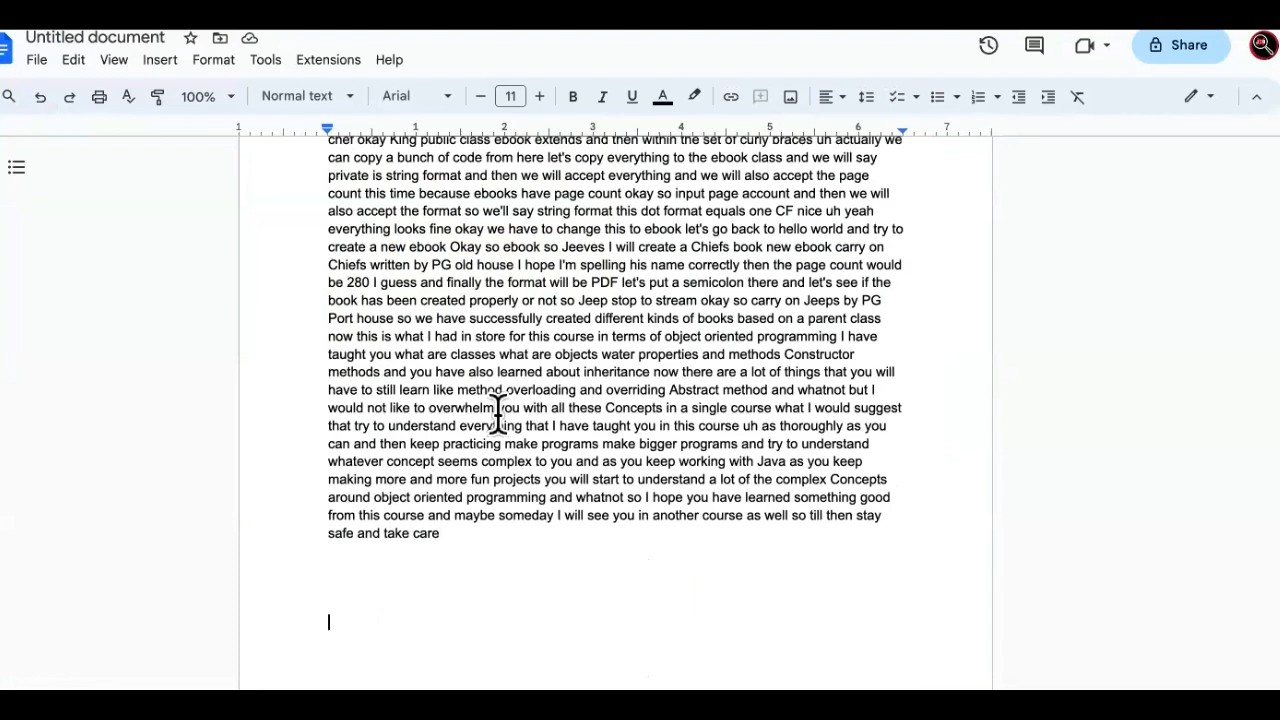 Untitled document
File Edit View Insert Format Tools Extensions Help
Share
100% Normal text Arial 11
1 1 2 3 4 5 6 7
chef okay King public class ebook extends and then within the set of curly braces uh actually we
can copy a bunch of code from here let's copy everything to the ebook class and we will say
private is string format and then we will accept everything and we will also accept the page
count this time because ebooks have page count okay so input page account and then we will
also accept the format so we'll say string format this dot format equals one CF nice uh yeah
everything looks fine okay we have to change this to ebook let's go back to hello world and try to
create a new ebook Okay so ebook so Jeeves I will create a Chiefs book new ebook carry on
Chiefs written by PG old house I hope I'm spelling his name correctly then the page count would
be 280 I guess and finally the format will be PDF let's put a semicolon there and let's see if the
book has been created properly or not so Jeep stop to stream okay so carry on Jeeps by PG
Port house so we have successfully created different kinds of books based on a parent class
now this is what I had in store for this course in terms of object oriented programming I have
taught you what are classes what are objects water properties and methods Constructor
methods and you have also learned about inheritance now there are a lot of things that you will
have to still learn like method overloading and overriding Abstract method and whatnot but I
would not like to overwhelm you with all these Concepts in a single course what I would suggest
that try to understand everything that I have taught you in this course uh as thoroughly as you
can and then keep practicing make programs make bigger programs and try to understand
whatever concept seems complex to you and as you keep working with Java as you keep
making more and more fun projects you will start to understand a lot of the complex Concepts
around object oriented programming and whatnot so I hope you have learned something good
from this course and maybe someday I will see you in another course as well so till then stay
safe and take care